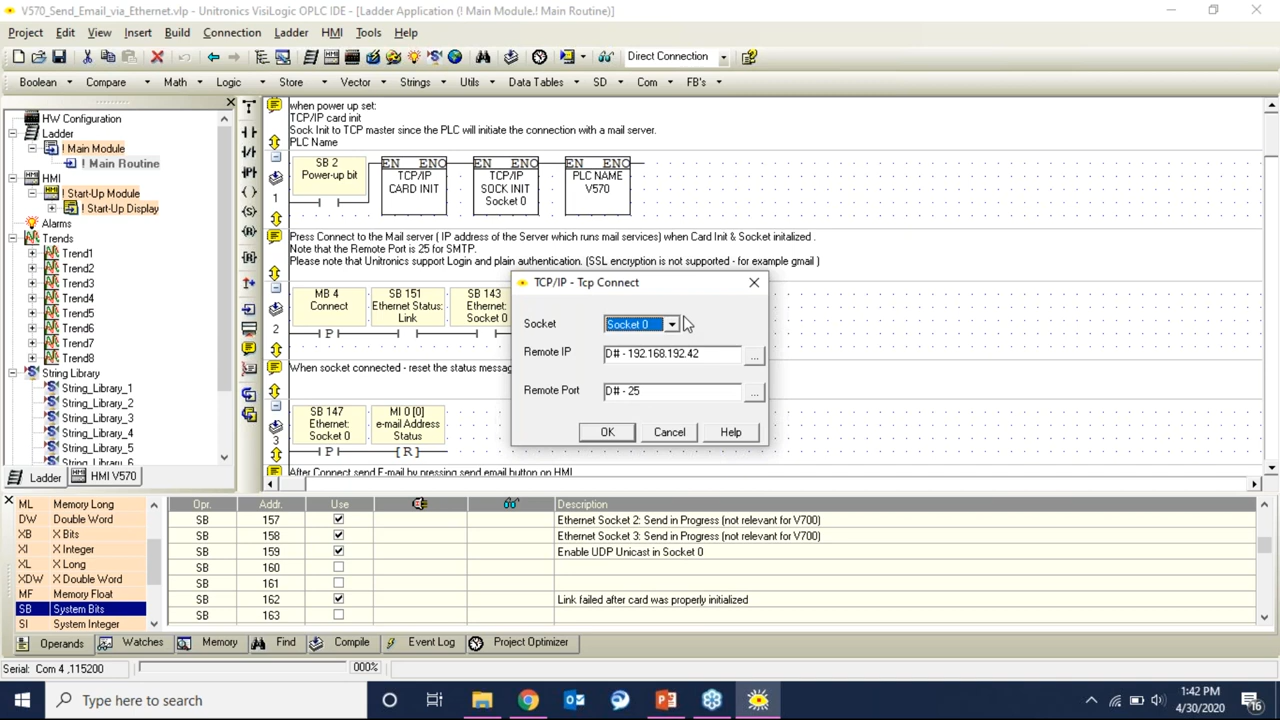 V570_Send_Email_via_Ethernet.vlp - Unitronics VisiLogic OPLC IDE - [Ladder Application (! Main Module.! Main Routine)]
Project Edit View Insert Build Connection Ladder HMI Tools Help
Direct Connection
Boolean Compare Math Logic Store Vector Strings Utils Data Tables SD Com FB's
HW Configuration
Ladder
! Main Module
! Main Routine
HMI
! Start-Up Module
! Start-Up Display
Alarms
Trends
Trend1
Trend2
Trend3
Trend4
Trend5
Trend6
Trend7
Trend8
String Library
String_Library_1
String_Library_2
String_Library_3
String_Library_4
String_Library_5
String_Library_6
Ladder HMI V570
when power up set:
TCP/IP card init
Sock Init to TCP master since the PLC will initiate the connection with a mail server.
PLC Name
1
SB 2
Power-up bit
EN ENO
TCP/IP
CARD INIT
EN ENO
TCP/IP
SOCK INIT
Socket 0
EN ENO
PLC NAME
V570
Press Connect to the Mail server ( IP address of the Server which runs mail services) when Card Init & Socket initalized .
Note that the Remote Port is 25 for SMTP.
Please note that Unitronics support Login and plain authentication. (SSL encryption is not supported - for example gmail )
2
MB 4
Connect
P
SB 151
Ethernet Status:
Link
SB 143
Ethernet:
Socket 0
When socket connected - reset the status messag
3
SB 147
Ethernet:
Socket 0
P
MI 0 [0]
e-mail Address
Status
R
After Connect send E-mail by pressing send email button on HMI
TCP/IP - Tcp Connect
Socket Socket 0
Remote IP D# - 192.168.192.42 ...
Remote Port D# - 25 ...
OK Cancel Help
ML Memory Long
DW Double Word
XB X Bits
XI X Integer
XL X Long
XDW X Double Word
MF Memory Float
SB System Bits
SI System Integer
Opr. Addr. Use Description
SB 157 Ethernet Socket 2: Send in Progress (not relevant for V700)
SB 158 Ethernet Socket 3: Send in Progress (not relevant for V700)
SB 159 Enable UDP Unicast in Socket 0
SB 160
SB 161
SB 162 Link failed after card was properly initialized
SB 163
Operands Watches Memory Find Compile Event Log Project Optimizer
Serial: Com 4 ,115200 000%
Type here to search
1:42 PM
4/30/2020
16